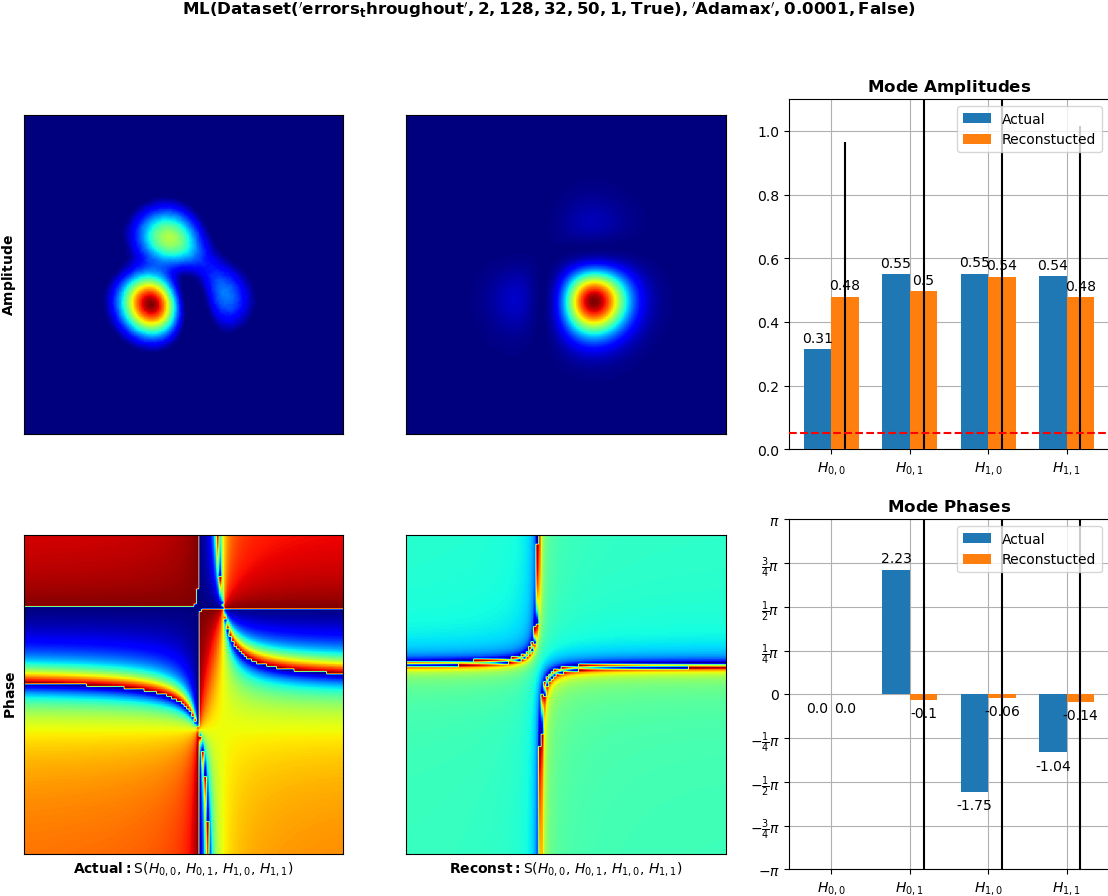 ML(Dataset('errors_throughout', 2, 128, 32, 50, 1, True), 'Adamax', 0.0001, False)
Amplitude
Mode Amplitudes
Actual
Reconstucted
1.0
0.8
0.6
0.4
0.2
0.0
0.31 0.48 0.55 0.5 0.55 0.54 0.54 0.48
H0,0 H0,1 H1,0 H1,1
Phase
Actual: S(H0,0, H0,1, H1,0, H1,1)
Reconst: S(H0,0, H0,1, H1,0, H1,1)
Mode Phases
Actual
Reconstucted
π
3/4π
1/2π
1/4π
0
−1/4π
−1/2π
−3/4π
−π
0.0 0.0 2.23 -0.1 -1.75 -0.06 -1.04 -0.14
H0,0 H0,1 H1,0 H1,1